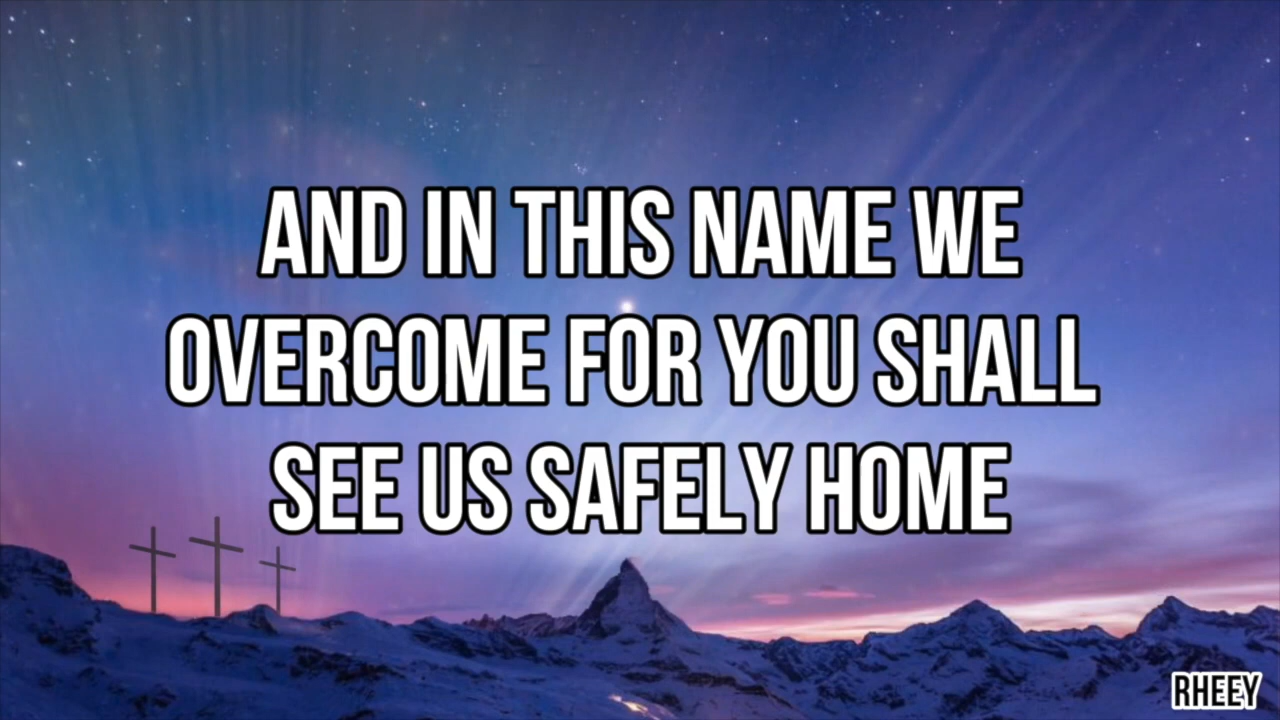 AND IN THIS NAME WE
OVERCOME FOR YOU SHALL
SEE US SAFELY HOME
RHEEY